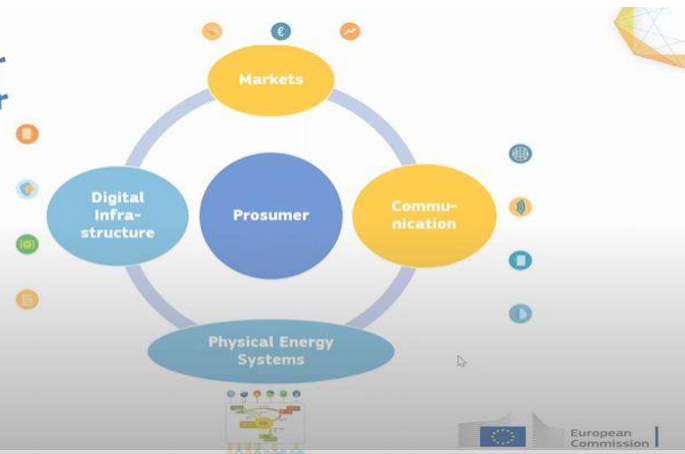 Markets
Digital
Infra-
structure
Prosumer
Commu-
nication
Physical Energy
Systems
European
Commission